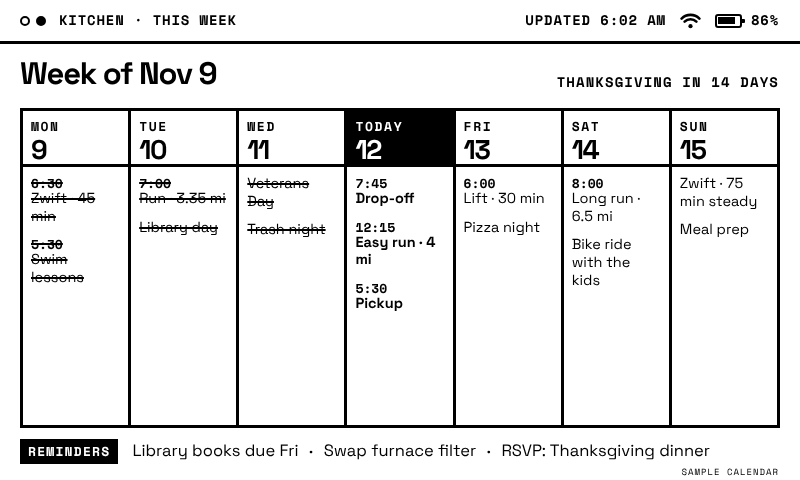 KITCHEN · THIS WEEK
UPDATED 6:02 AM 86%
Week of Nov 9
THANKSGIVING IN 14 DAYS
MON
9
6:30
Zwift · 45
min
5:30
Swim
lessons
TUE
10
7:00
Run · 3.35 mi
Library day
WED
11
Veterans
Day
Trash night
TODAY
12
7:45
Drop-off
12:15
Easy run · 4
mi
5:30
Pickup
FRI
13
6:00
Lift · 30 min
Pizza night
SAT
14
8:00
Long run ·
6.5 mi
Bike ride
with the
kids
SUN
15
Zwift · 75
min steady
Meal prep
REMINDERS Library books due Fri · Swap furnace filter · RSVP: Thanksgiving dinner
SAMPLE CALENDAR